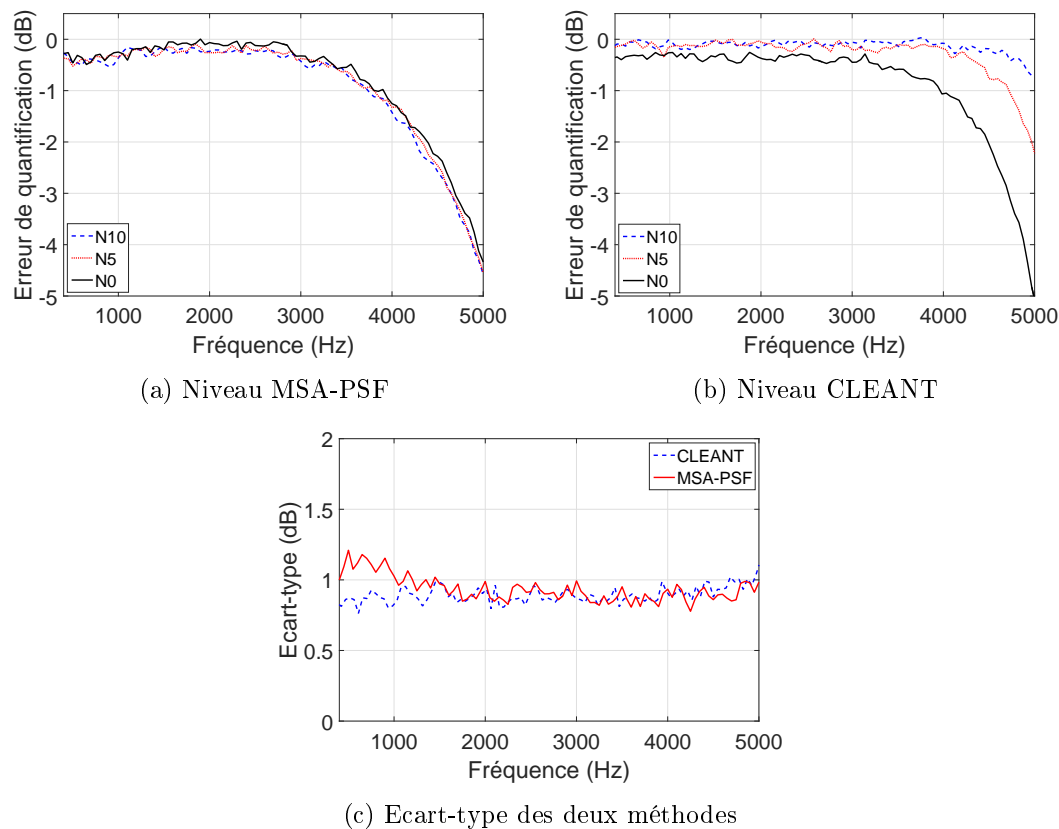 Erreur de quantification (dB)
0
-1
-2
-3
-4
-5
N10
N5
N0
1000 2000 3000 4000 5000
Fréquence (Hz)
(a) Niveau MSA-PSF
Erreur de quantification (dB)
0
-1
-2
-3
-4
-5
N10
N5
N0
1000 2000 3000 4000 5000
Fréquence (Hz)
(b) Niveau CLEANT
Ecart-type (dB)
2
1.5
1
0.5
0
CLEANT
MSA-PSF
1000 2000 3000 4000 5000
Fréquence (Hz)
(c) Ecart-type des deux méthodes